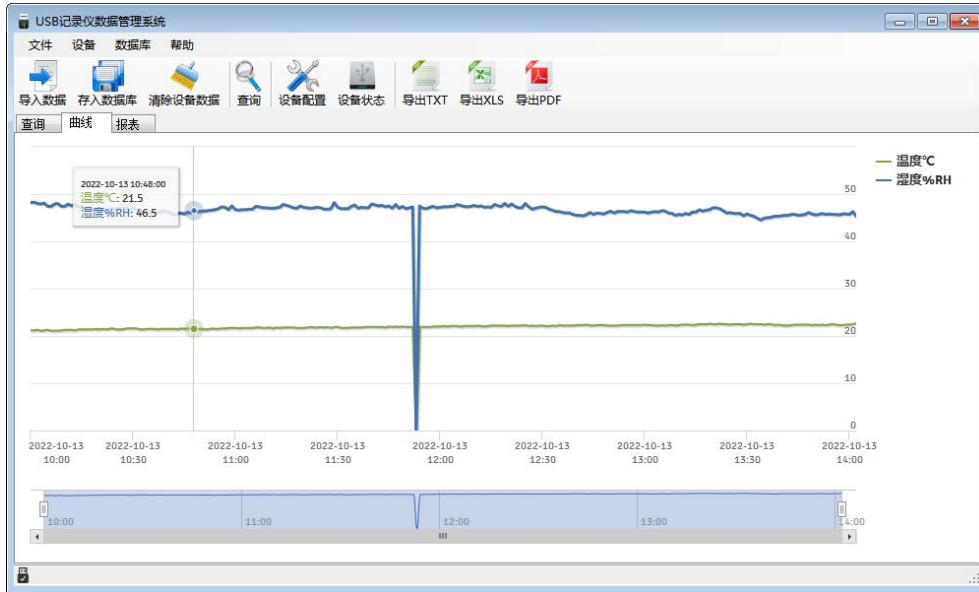 USB记录仪数据管理系统
文件 设备 数据库 帮助
导入数据 存入数据库 清除设备数据 查询 设备配置 设备状态 导出TXT 导出XLS 导出PDF
查询 曲线 报表
温度℃
湿度%RH
2022-10-13 10:48:00
温度℃: 21.5
湿度%RH: 46.5
50
40
30
20
10
0
2022-10-13 2022-10-13 2022-10-13 2022-10-13 2022-10-13 2022-10-13 2022-10-13 2022-10-13 2022-10-13
10:00 10:30 11:00 11:30 12:00 12:30 13:00 13:30 14:00
10:00 11:00 12:00 13:00 14:00